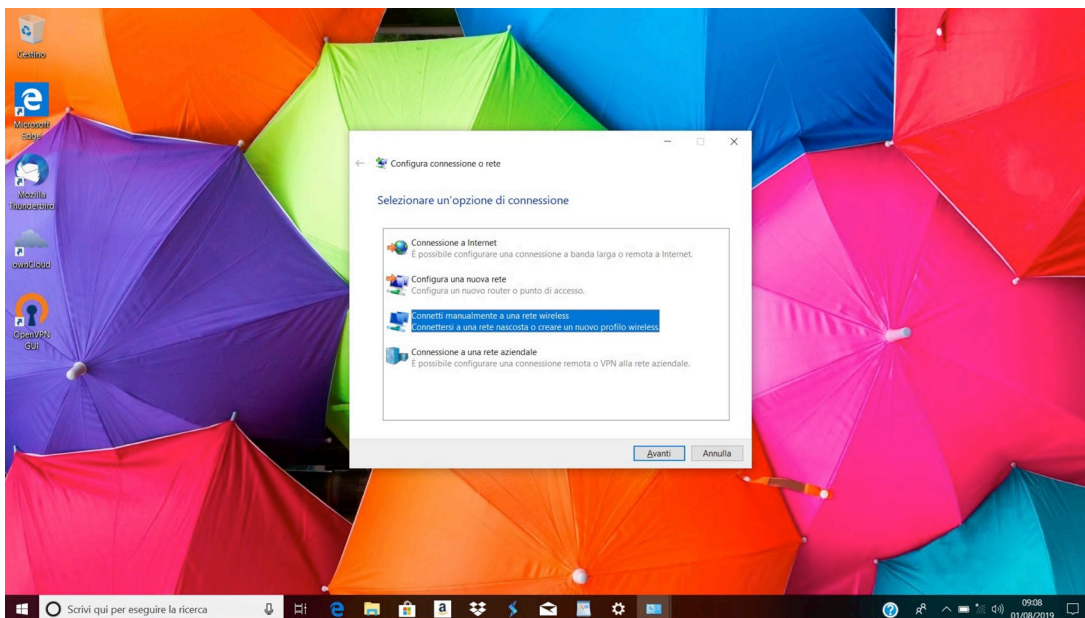 Cestino
Microsoft
Edge
Mozilla
Thunderbird
ownCloud
OpenVPN
GUI
Configura connessione o rete
Selezionare un'opzione di connessione
Connessione a Internet
È possibile configurare una connessione a banda larga o remota a Internet.
Configura una nuova rete
Configura un nuovo router o punto di accesso.
Connetti manualmente a una rete wireless
Connettersi a una rete nascosta o creare un nuovo profilo wireless.
Connessione a una rete aziendale
È possibile configurare una connessione remota o VPN alla rete aziendale.
Avanti Annulla
Scrivi qui per eseguire la ricerca
09:08
01/08/2019